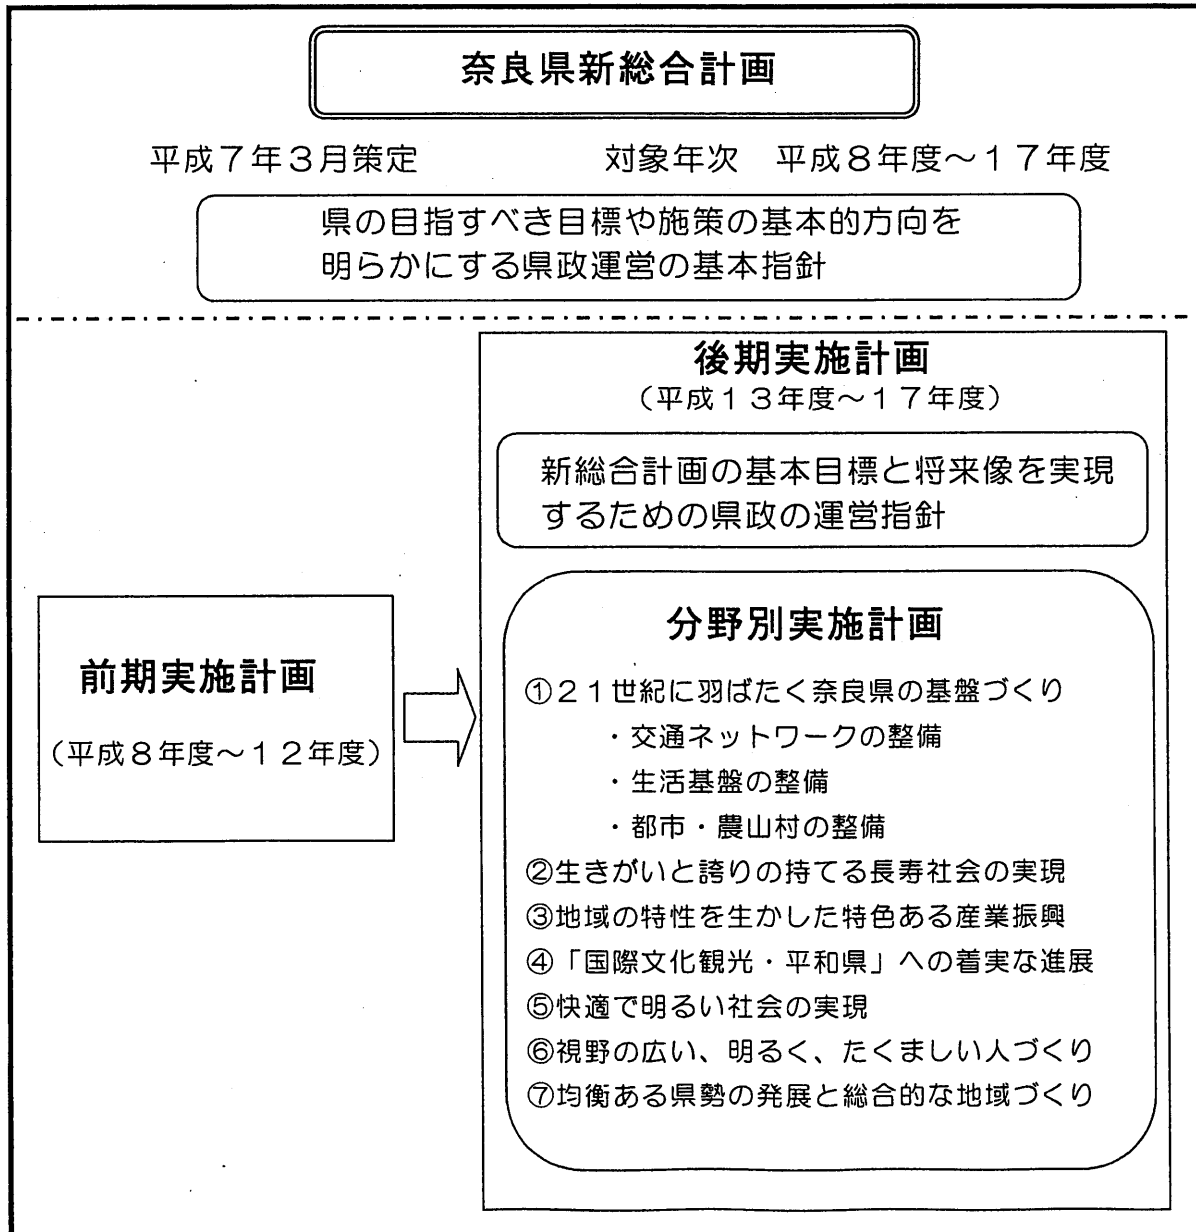 奈良県新総合計画
平成７年３月策定　対象年次　平成８年度～１７年度
県の目指すべき目標や施策の基本的方向を
明らかにする県政運営の基本指針
前期実施計画
（平成８年度～１２年度）
後期実施計画
（平成１３年度～１７年度）
新総合計画の基本目標と将来像を実現
するための県政の運営指針
分野別実施計画
①２１世紀に羽ばたく奈良県の基盤づくり
・交通ネットワークの整備
・生活基盤の整備
・都市・農山村の整備
②生きがいと誇りの持てる長寿社会の実現
③地域の特性を生かした特色ある産業振興
④「国際文化観光・平和県」への着実な進展
⑤快適で明るい社会の実現
⑥視野の広い、明るく、たくましい人づくり
⑦均衡ある県勢の発展と総合的な地域づくり